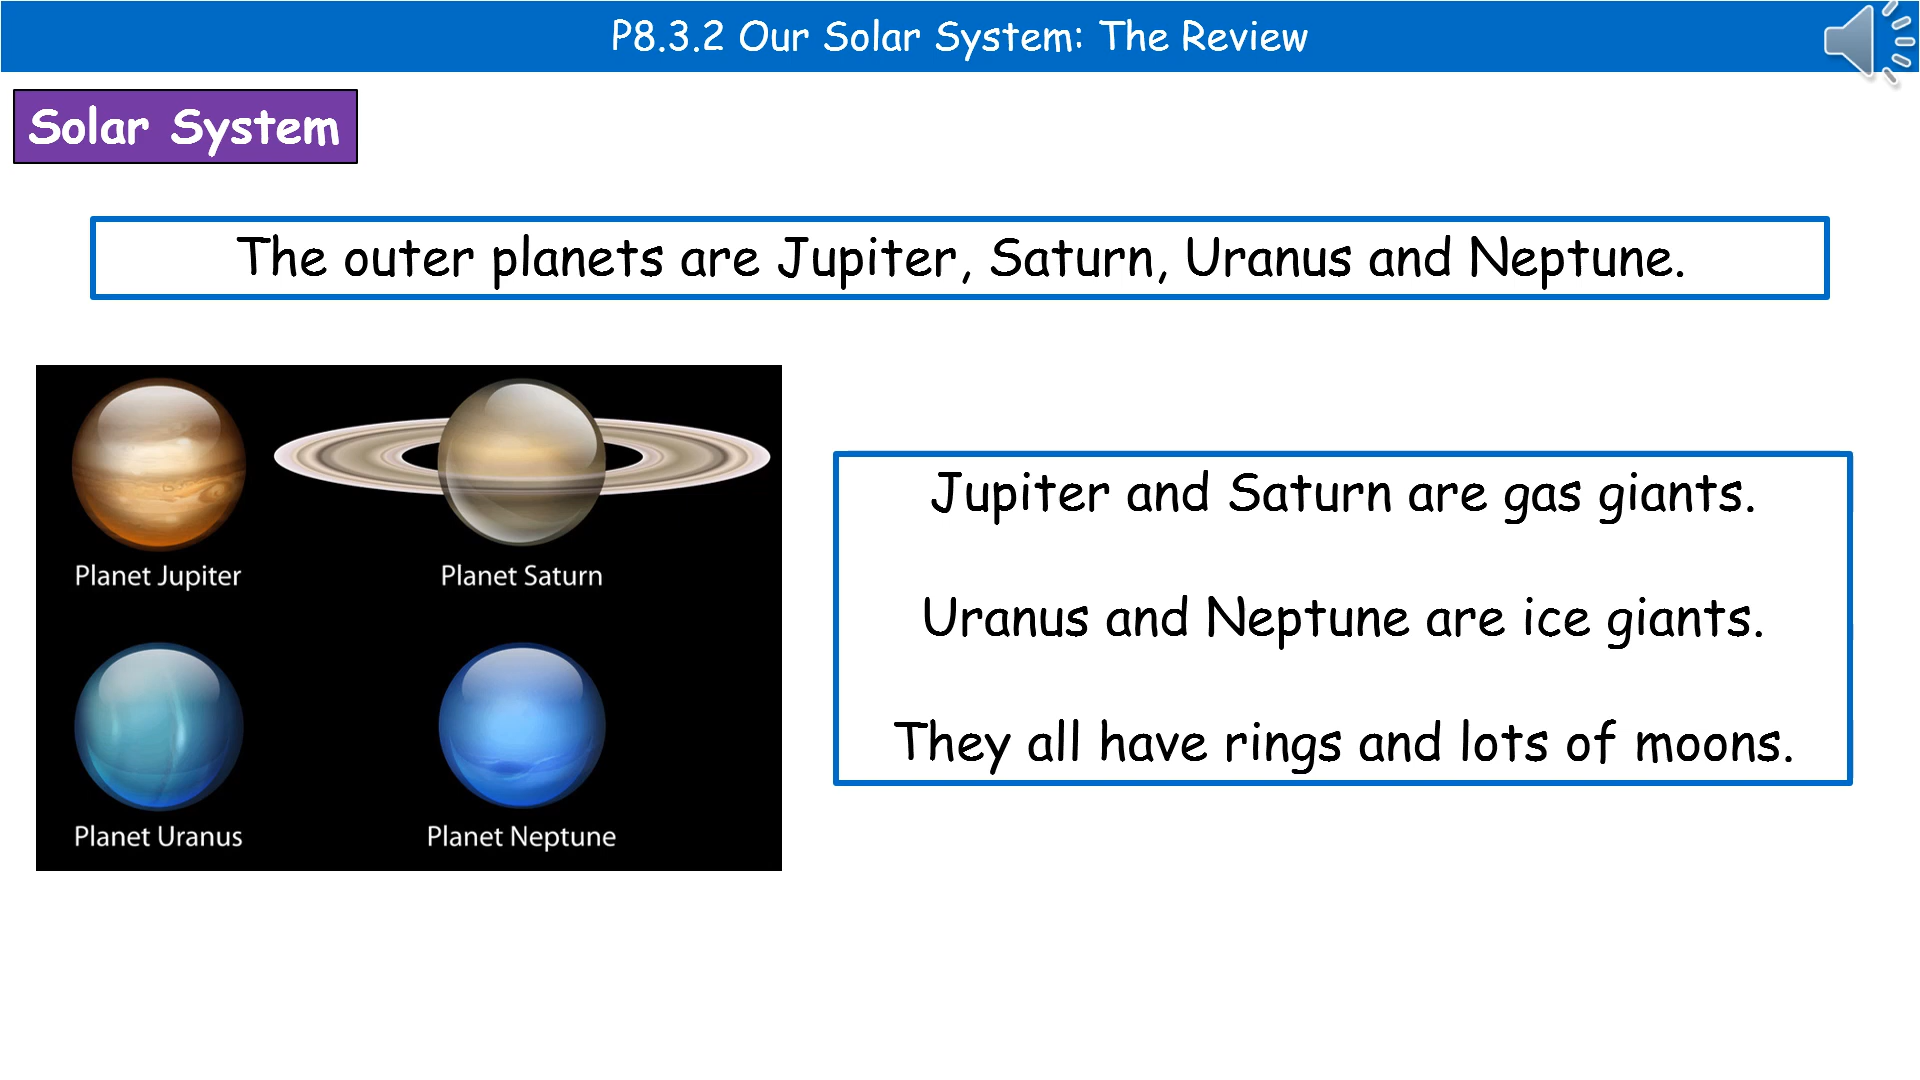 P8.3.2 Our Solar System: The Review
Solar System
The outer planets are Jupiter, Saturn, Uranus and Neptune.
Planet Jupiter
Planet Saturn
Planet Uranus
Planet Neptune
Jupiter and Saturn are gas giants.
Uranus and Neptune are ice giants.
They all have rings and lots of moons.